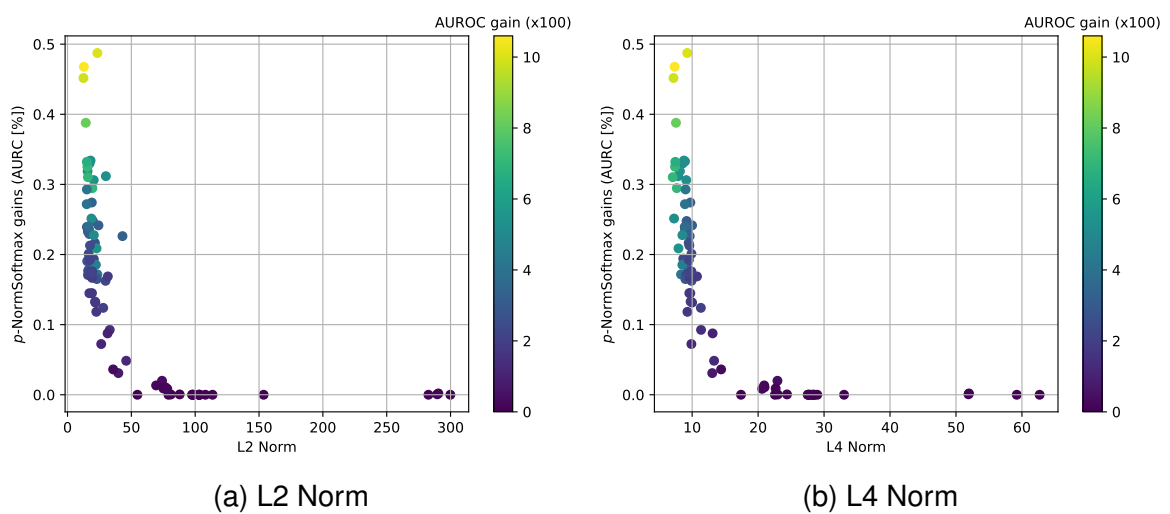 AUROC gain (x100)
0.5
0.4
0.3
0.2
0.1
0.0
p-NormSoftmax gains (AURC [%])
0 50 100 150 200 250 300
L2 Norm
10
8
6
4
2
0
(a) L2 Norm
AUROC gain (x100)
0.5
0.4
0.3
0.2
0.1
0.0
p-NormSoftmax gains (AURC [%])
10 20 30 40 50 60
L4 Norm
10
8
6
4
2
0
(b) L4 Norm